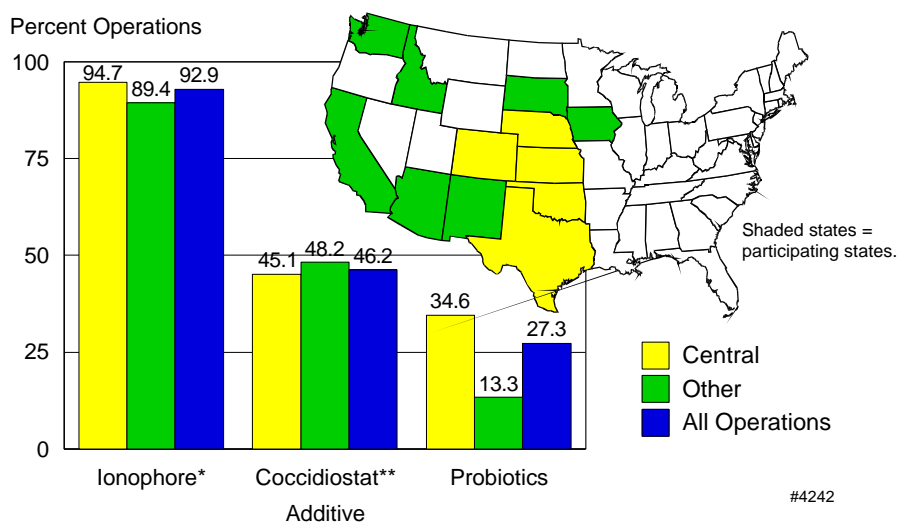 Percent Operations
100
75
50
25
0
94.7
89.4
92.9
45.1
48.2
46.2
34.6
13.3
27.3
Ionophore*
Coccidiostat**
Probiotics
Additive
Shaded states =
participating states.
Central
Other
All Operations
#4242